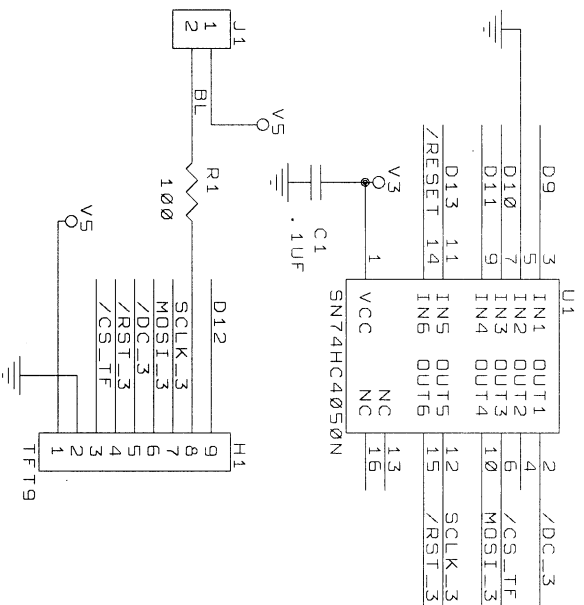 U1
D9 3 IN1 OUT1 2 /DC_3
5 IN2 OUT2 4
D10 7 IN3 OUT3 6 /CS_TF
D11 9 IN4 OUT4 10 MOSI_3
D13 11 IN5 OUT5 12 SCLK_3
/RESET 14 IN6 OUT6 15 /RST_3
V3
NC 13
1 VCC NC 16
SN74HC4050N
C1
.1UF
J1
1
2
V5
BL
R1
100
V5
H1
D12 9
8
SCLK_3 7
MOSI_3 6
/DC_3 5
/RST_3 4
/CS_TF 3
2
1
TFT9